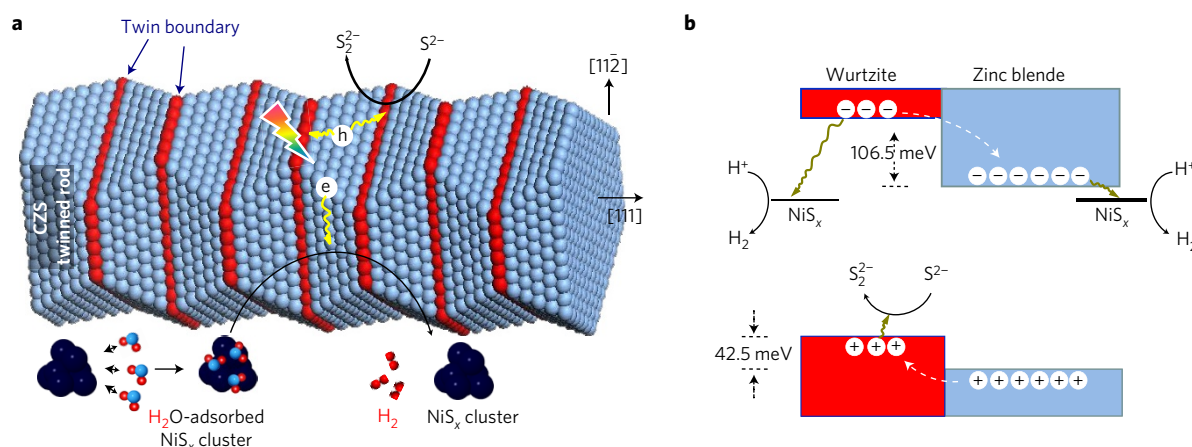 a
Twin boundary
S₂²⁻ S²⁻
[11̄2̄]
h
e
CZS
twinned rod
[111]
H₂O-adsorbed
NiSₓ cluster
H₂
NiSₓ cluster
b
Wurtzite Zinc blende
− − −
106.5 meV
− − − − − −
H⁺ H⁺
NiSₓ NiSₓ
H₂ H₂
S₂²⁻ S²⁻
42.5 meV
+ + +
+ + + + + +